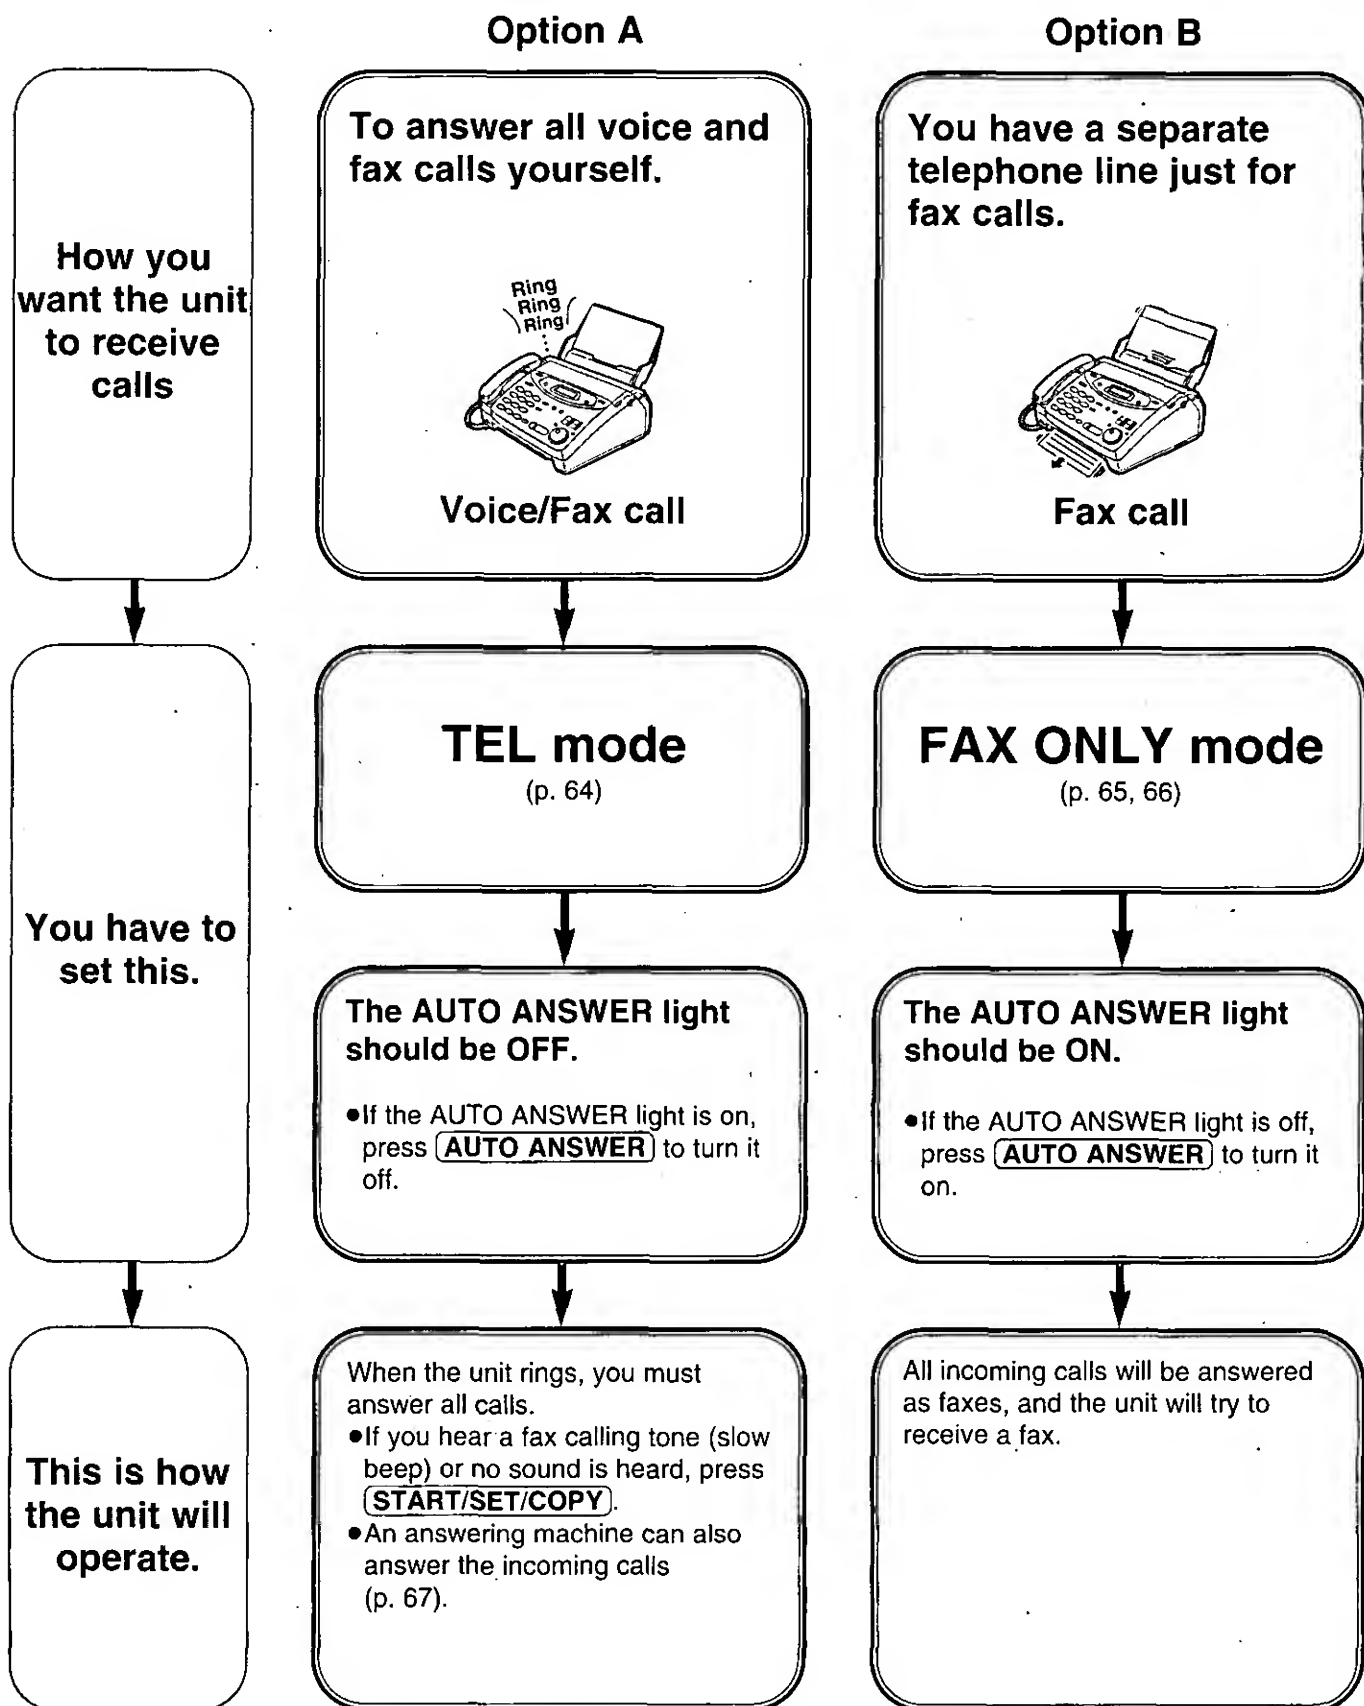 Option A
Option B
How you
want the unit
to receive
calls
To answer all voice and
fax calls yourself.
Ring
Ring
Ring
Voice/Fax call
You have a separate
telephone line just for
fax calls.
Fax call
You have to
set this.
TEL mode
(p. 64)
FAX ONLY mode
(p. 65, 66)
The AUTO ANSWER light
should be OFF.
●If the AUTO ANSWER light is on,
press AUTO ANSWER to turn it
off.
The AUTO ANSWER light
should be ON.
●If the AUTO ANSWER light is off,
press AUTO ANSWER to turn it
on.
This is how
the unit will
operate.
When the unit rings, you must
answer all calls.
●If you hear a fax calling tone (slow
beep) or no sound is heard, press
START/SET/COPY.
●An answering machine can also
answer the incoming calls
(p. 67).
All incoming calls will be answered
as faxes, and the unit will try to
receive a fax.